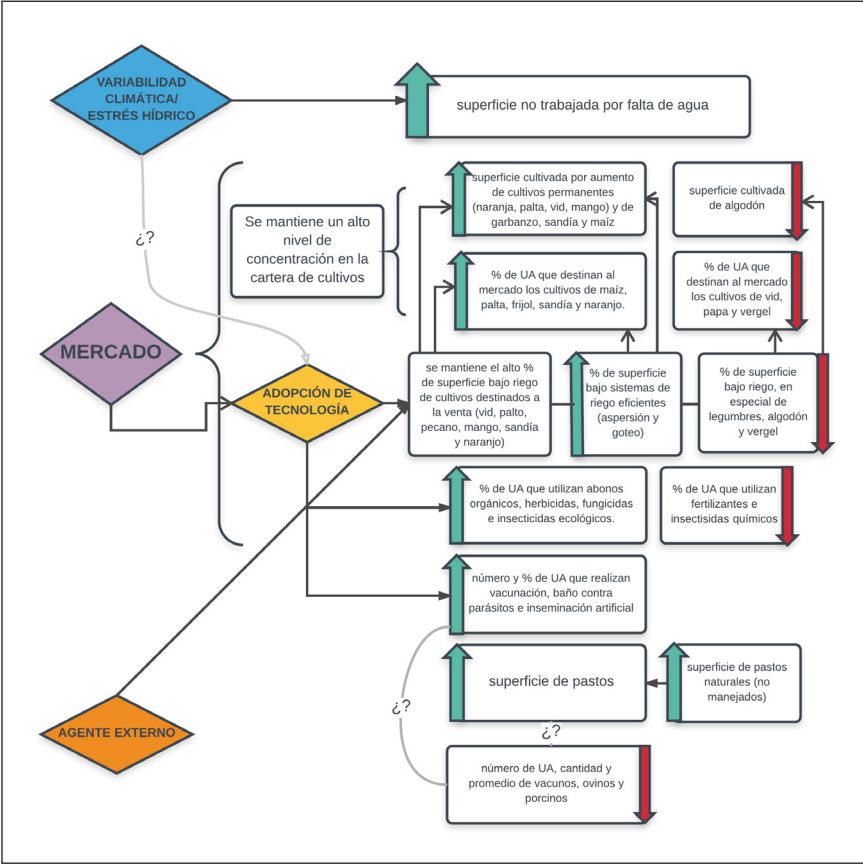 VARIABILIDAD
CLIMÁTICA/
ESTRÉS HÍDRICO
superficie no trabajada por falta de agua
¿?
Se mantiene un alto
nivel de
concentración en la
cartera de cultivos
superficie cultivada por aumento
de cultivos permanentes
(naranja, palta, vid, mango) y de
garbanzo, sandía y maíz
superficie cultivada
de algodón
% de UA que destinan al
mercado los cultivos de maíz,
palta, frijol, sandía y naranjo.
% de UA que
destinan al mercado
los cultivos de vid,
papa y vergel
MERCADO
ADOPCIÓN DE
TECNOLOGÍA
se mantiene el alto %
de superficie bajo riego
de cultivos destinados a
la venta (vid, palto,
pecano, mango, sandía
y naranjo)
% de superficie
bajo sistemas de
riego eficientes
(aspersión y
goteo)
% de superficie
bajo riego, en
especial de
legumbres, algodón
y vergel
% de UA que utilizan abonos
orgánicos, herbicidas, fungicidas
e insecticidas ecológicos.
% de UA que utilizan
fertilizantes e
insectisidas químicos
número y % de UA que realizan
vacunación, baño contra
parásitos e inseminación artificial
superficie de pastos
superficie de pastos
naturales (no
manejados)
¿?
AGENTE EXTERNO
¿?
número de UA, cantidad y
promedio de vacunos, ovinos y
porcinos